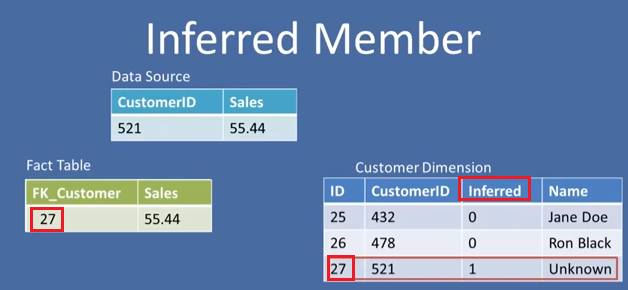 Inferred Member
Data Source
CustomerID Sales
521 55.44
Fact Table
FK_Customer Sales
27 55.44
Customer Dimension
ID CustomerID Inferred Name
25 432 0 Jane Doe
26 478 0 Ron Black
27 521 1 Unknown